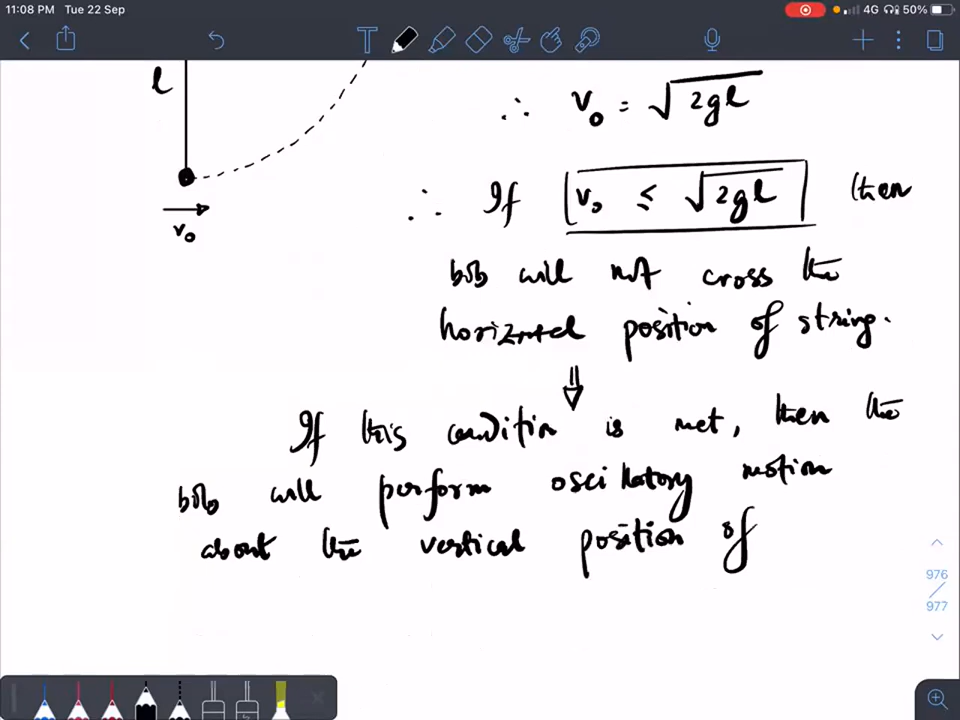 11:08 PM Tue 22 Sep
4G 50%
T
l
v₀
∴ v₀ = √2gl
∴ If v₀ ≤ √2gl then
bob will not cross the
horizontal position of string.
⇓
If this condition is met, then the
bob will perform oscillatory motion
about the vertical position of
976
977